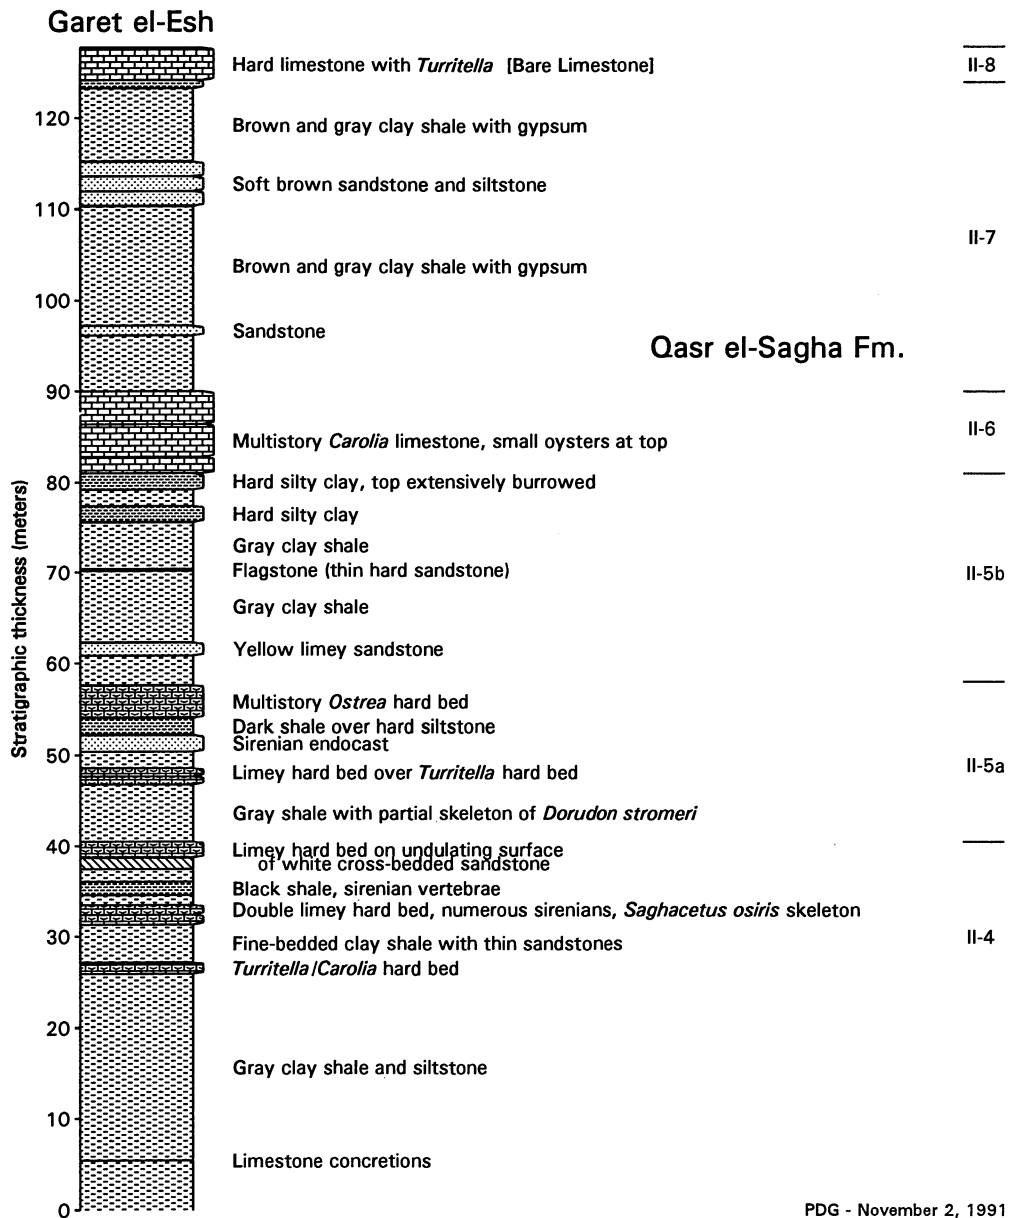 Garet el-Esh
Hard limestone with Turritella [Bare Limestone]
II-8
120
Brown and gray clay shale with gypsum
Soft brown sandstone and siltstone
110
II-7
Brown and gray clay shale with gypsum
100
Sandstone
Qasr el-Sagha Fm.
90
II-6
Multistory Carolia limestone, small oysters at top
80
Hard silty clay, top extensively burrowed
Hard silty clay
Gray clay shale
70
Flagstone (thin hard sandstone)
II-5b
Gray clay shale
Stratigraphic thickness (meters)
Yellow limey sandstone
60
Multistory Ostrea hard bed
Dark shale over hard siltstone
Sirenian endocast
50
II-5a
Limey hard bed over Turritella hard bed
Gray shale with partial skeleton of Dorudon stromeri
40
Limey hard bed on undulating surface
of white cross-bedded sandstone
Black shale, sirenian vertebrae
Double limey hard bed, numerous sirenians, Saghacetus osiris skeleton
30
II-4
Fine-bedded clay shale with thin sandstones
Turritella/Carolia hard bed
20
Gray clay shale and siltstone
10
Limestone concretions
0
PDG - November 2, 1991